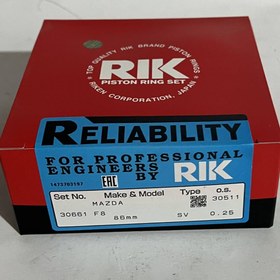 TOP QUALITY RIK BRAND PISTON RINGS
RIK
PISTON RING SET
RIKEN CORPORATION, JAPAN
RELIABILITY
FOR PROFESSIONAL
ENGINEERS
BY RIK
1473703197 EAC
Set No. Make & Model Type o.s.
MAZDA 30511
30661 F8 86mm SV 0.25